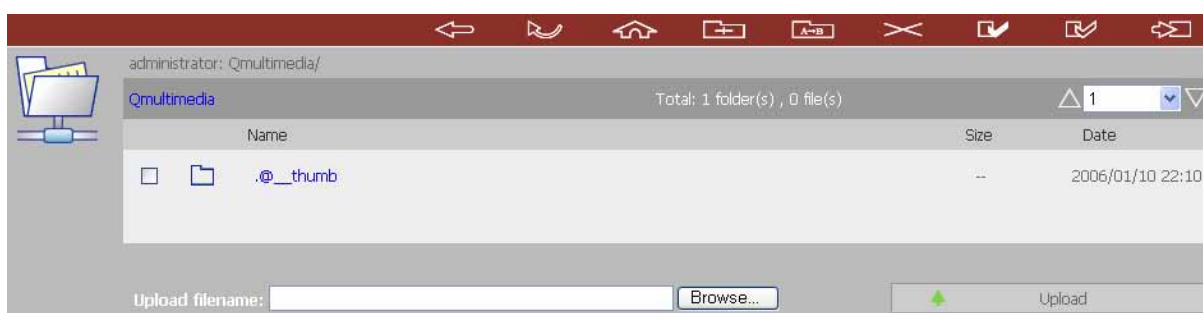 A→B
administrator: Qmultimedia/
Qmultimedia Total: 1 folder(s) , 0 file(s) 1
Name Size Date
.@__thumb -- 2006/01/10 22:10
Upload filename: Browse... Upload